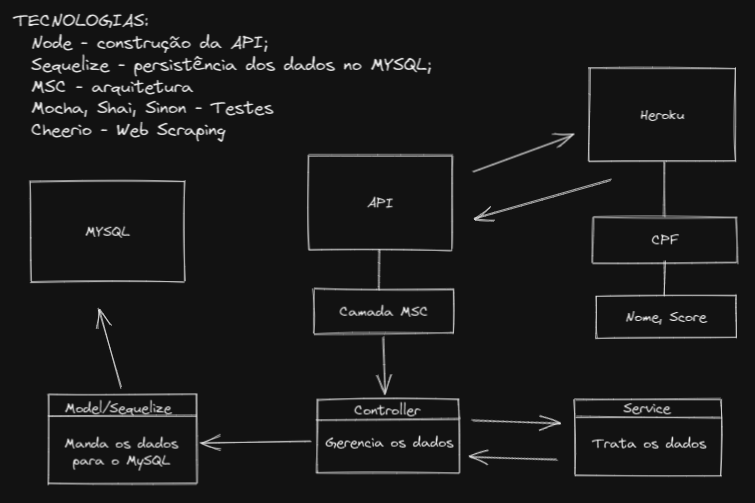 TECNOLOGIAS:
Node - construção da API;
Sequelize - persistência dos dados no MYSQL;
MSC - arquitetura
Mocha, Shai, Sinon - Testes
Cheerio - Web Scraping
Heroku
API
MYSQL
CPF
Camada MSC
Nome, Score
Model/Sequelize
Manda os dados
para o MySQL
Controller
Gerencia os dados
Service
Trata os dados